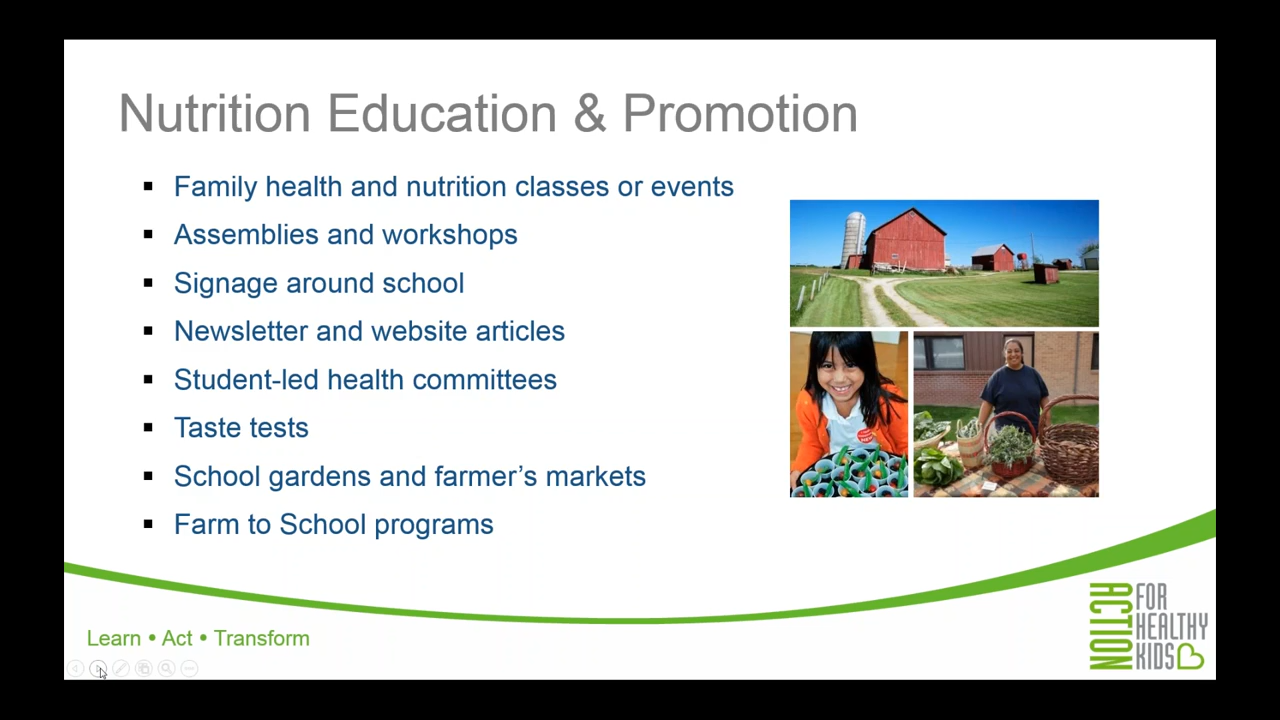 Nutrition Education & Promotion
Family health and nutrition classes or events
Assemblies and workshops
Signage around school
Newsletter and website articles
Student-led health committees
Taste tests
School gardens and farmer’s markets
Farm to School programs
Learn • Act • Transform
ACTION
FOR
HEALTHY
KIDS